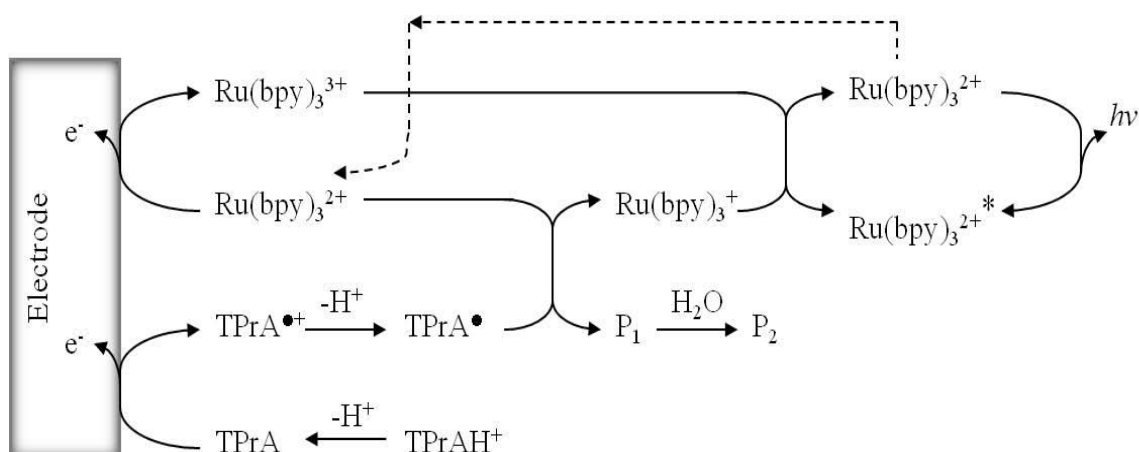 Electrode
Ru(bpy)₃³⁺
Ru(bpy)₃²⁺
e⁻
hν
Ru(bpy)₃²⁺
Ru(bpy)₃⁺
Ru(bpy)₃²⁺*
-H⁺
H₂O
e⁻
TPrA●⁺
TPrA●
P₁
P₂
-H⁺
TPrA
TPrAH⁺